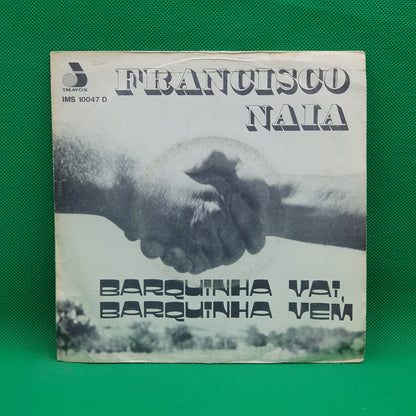 IMAVOX
IMS 10047 D
FRANCISCO
NAIA
BARQUINHA VAI,
BARQUINHA VEM